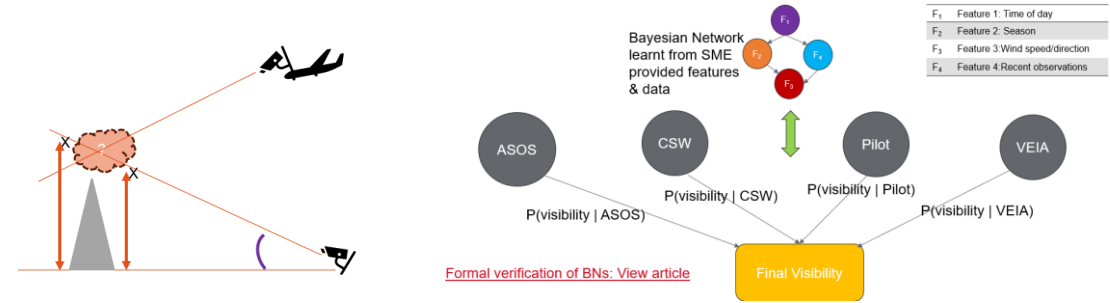 X
?
X
Bayesian Network
learnt from SME
provided features
& data
F1
F2
F4
F3
F1 Feature 1: Time of day
F2 Feature 2: Season
F3 Feature 3:Wind speed/direction
F4 Feature 4:Recent observations
ASOS
CSW
Pilot
VEIA
P(visibility | ASOS)
P(visibility | CSW)
P(visibility | Pilot)
P(visibility | VEIA)
Final Visibility
Formal verification of BNs: View article